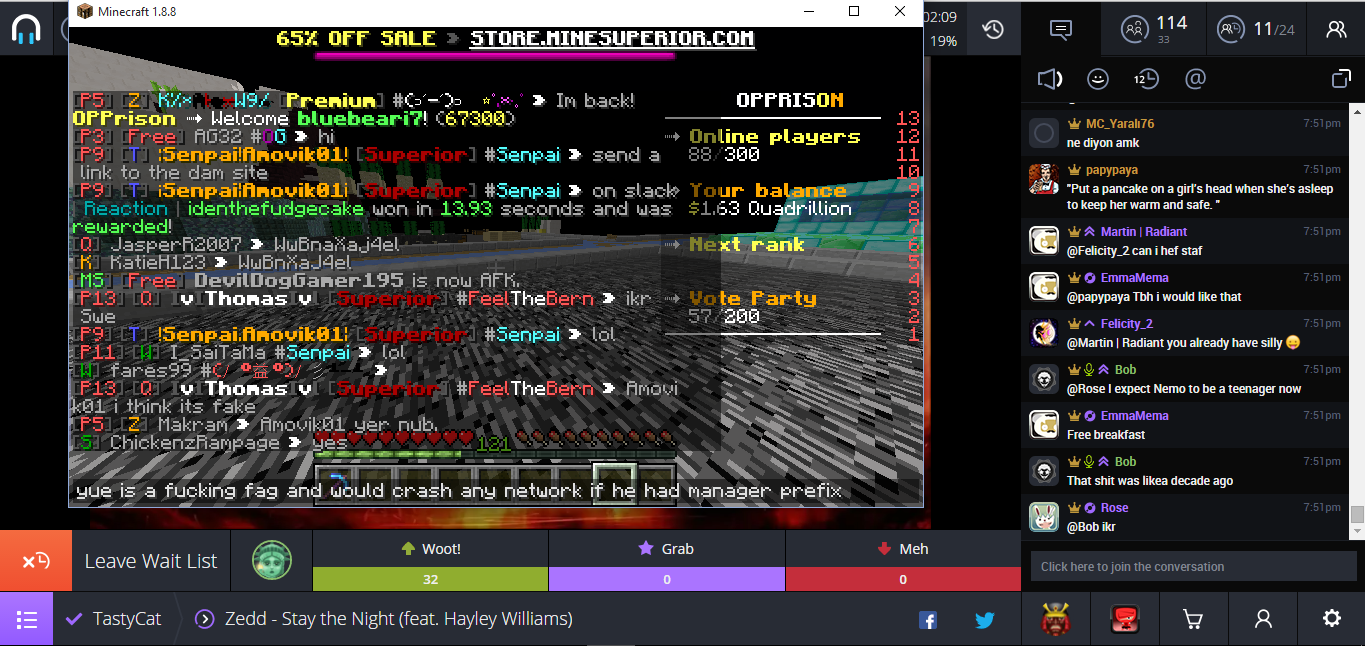 Minecraft 1.8.8
65% OFF SALE » STORE.MINESUPERIOR.COM
[P5] [Z] [Premium] Im back!
OPPrison → Welcome bluebeari7! (67300)
[P3] [Free] AG32 #OG > hi
[P9] [T] ¡SenpaiAmovik01! [Superior] #Senpai > send a
link to the dam site
[P9] [T] ¡SenpaiAmovik01¡ [Superior] #Senpai > on slack
Reaction | identhefudgecake won in 13.93 seconds and was
rewarded!
[Q] JasperR2007 > WwBnaXaJ4el
[K] KatieA123 > WuBnXaJ4el
[M5] [Free] DevilDogGamer195 is now AFK.
[P13] [Q] |v|Thomas|v| [Superior] #FeelTheBern > ikr
Swe
[P9] [T] ¡Senpai.Amovik01¦ [Superior] #Senpai > lol
[P11] [W] I_SaiTaMa #Senpai > lol
[W] fares99
[P13] [Q] |v|Thomas|v| [Superior] #FeelTheBern > Amovi
k01 i think its fake
[P5] [Z] Makram > Amovik01 yer nub.
[S] ChickenzRampage > yes
121
yue is a fucking fag and would crash any network if he had manager prefix
OPPRISON
13
→ Online players 12
88/300 11
10
Your balance 9
$1.63 Quadrillion 8
7
→ Next rank 6
5
4
→ Vote Party 3
57/200 2
1
02:09
19%
114
33
11/24
12
@
MC_Yaralı76 7:51pm
ne diyon amk
papypaya 7:51pm
"Put a pancake on a girl's head when she's asleep
to keep her warm and safe. "
Martin | Radiant 7:51pm
@Felicity_2 can i hef staf
EmmaMema 7:51pm
@papypaya Tbh i would like that
Felicity_2 7:51pm
@Martin | Radiant you already have silly 😛
Bob 7:51pm
@Rose I expect Nemo to be a teenager now
EmmaMema 7:51pm
Free breakfast
Bob 7:51pm
That shit was likea decade ago
Rose 7:51pm
@Bob ikr
Click here to join the conversation
Leave Wait List
Woot!
32
Grab
0
Meh
0
TastyCat
Zedd - Stay the Night (feat. Hayley Williams)